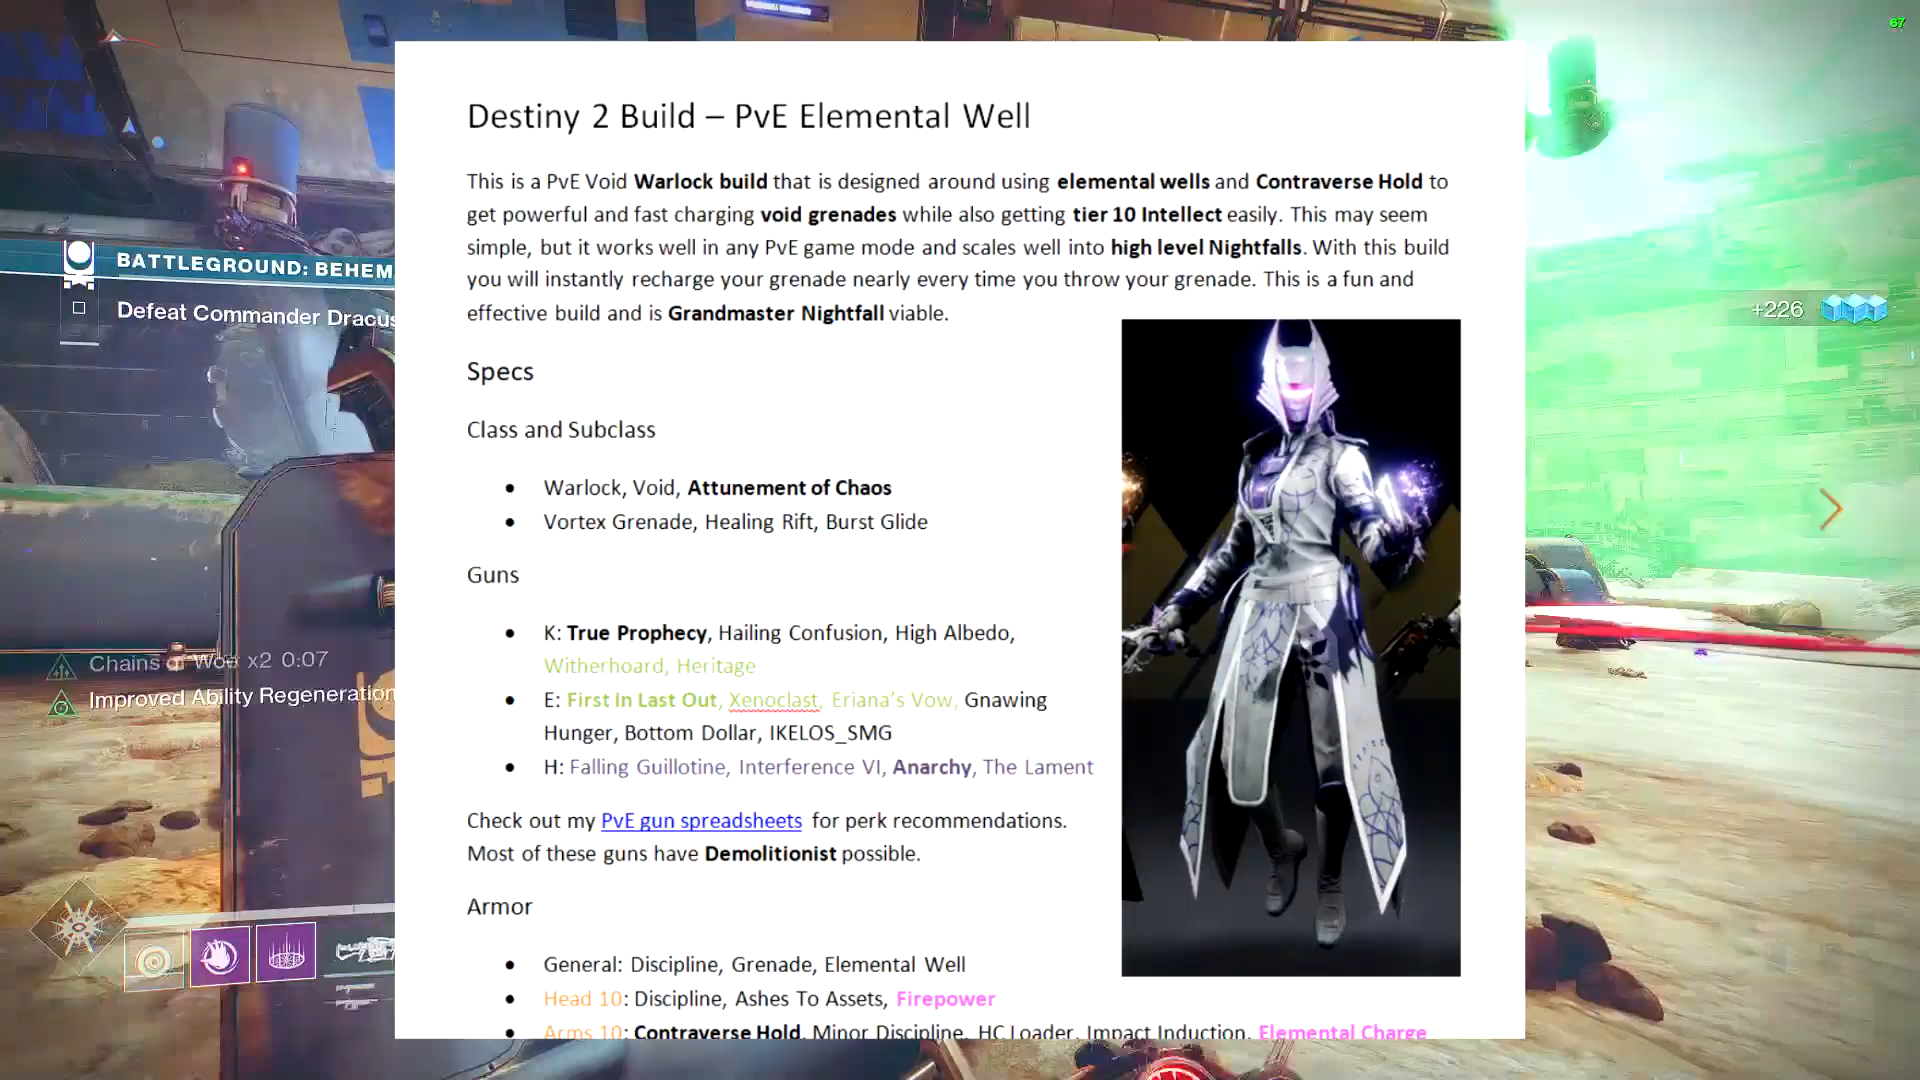 67
Destiny 2 Build – PvE Elemental Well
This is a PvE Void Warlock build that is designed around using elemental wells and Contraverse Hold to
get powerful and fast charging void grenades while also getting tier 10 Intellect easily. This may seem
simple, but it works well in any PvE game mode and scales well into high level Nightfalls. With this build
you will instantly recharge your grenade nearly every time you throw your grenade. This is a fun and
effective build and is Grandmaster Nightfall viable.
Specs
Class and Subclass
• Warlock, Void, Attunement of Chaos
• Vortex Grenade, Healing Rift, Burst Glide
Guns
• K: True Prophecy, Hailing Confusion, High Albedo,
Witherhoard, Heritage
• E: First In Last Out, Xenoclast, Eriana's Vow, Gnawing
Hunger, Bottom Dollar, IKELOS_SMG
• H: Falling Guillotine, Interference VI, Anarchy, The Lament
Check out my PvE gun spreadsheets for perk recommendations.
Most of these guns have Demolitionist possible.
Armor
• General: Discipline, Grenade, Elemental Well
• Head 10: Discipline, Ashes To Assets, Firepower
• Arms 10: Contraverse Hold, Minor Discipline, HC Loader, Impact Induction, Elemental Charge
BATTLEGROUND: BEHEM
Defeat Commander Dracus
Chains of Woe x2 0:07
Improved Ability Regeneration
+226